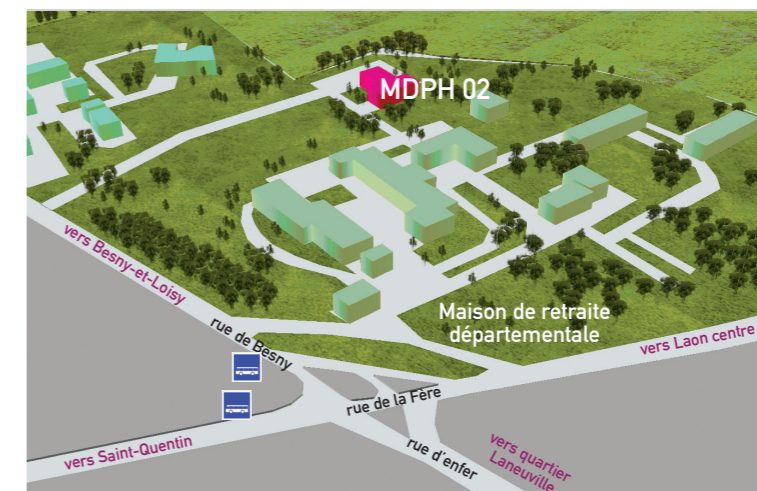 MDPH 02
vers Besny-et-Loisy
Maison de retraite
départementale
rue de Besny
vers Laon centre
rue de la Fère
vers Saint-Quentin
rue d'enfer
vers quartier
Laneuville